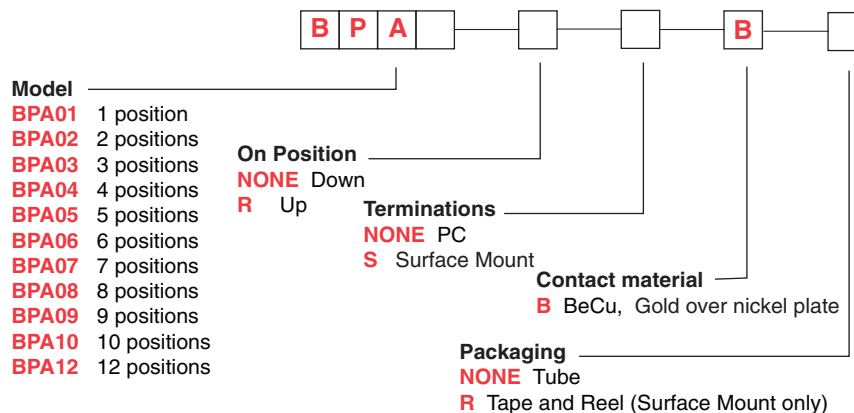 B P A B
Model
BPA01 1 position
BPA02 2 positions
BPA03 3 positions
BPA04 4 positions
BPA05 5 positions
BPA06 6 positions
BPA07 7 positions
BPA08 8 positions
BPA09 9 positions
BPA10 10 positions
BPA12 12 positions
On Position
NONE Down
R Up
Terminations
NONE PC
S Surface Mount
Contact material
B BeCu, Gold over nickel plate
Packaging
NONE Tube
R Tape and Reel (Surface Mount only)